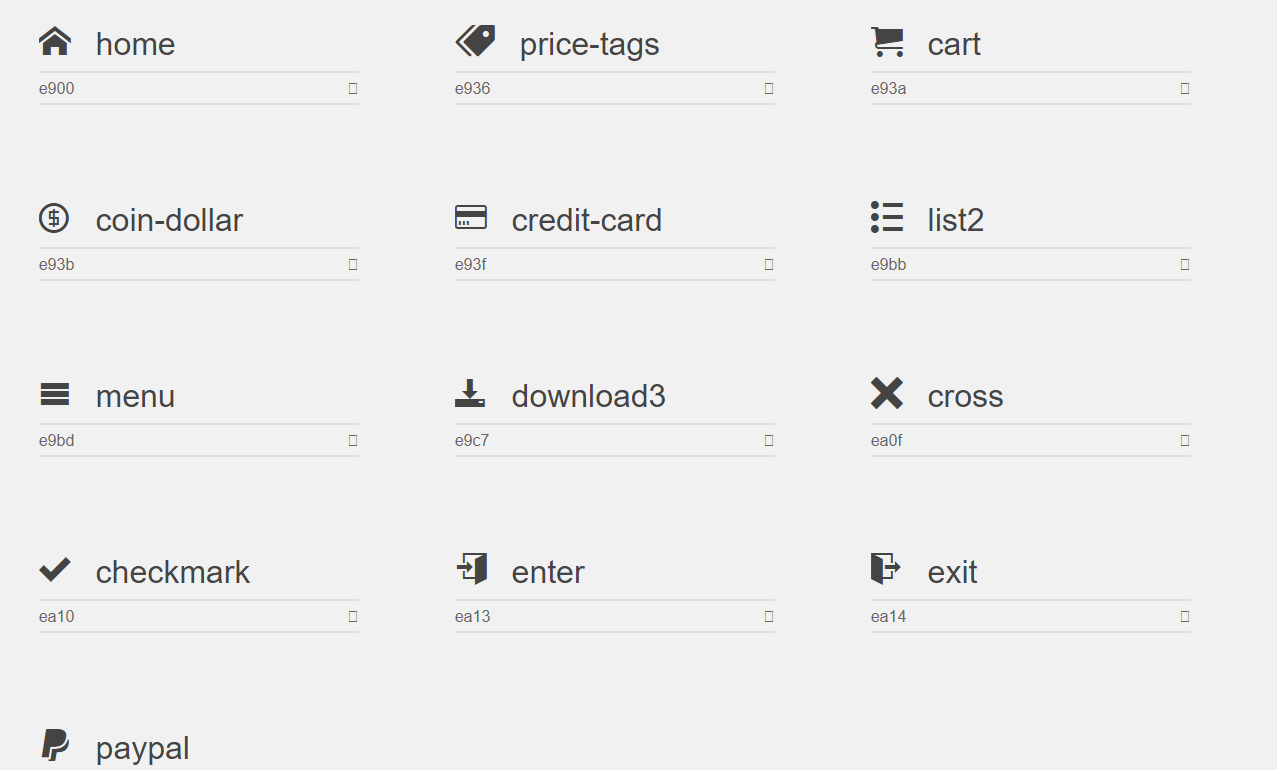 home
price-tags
cart
e900
e936
e93a
coin-dollar
credit-card
list2
e93b
e93f
e9bb
menu
download3
cross
e9bd
e9c7
ea0f
checkmark
enter
exit
ea10
ea13
ea14
paypal